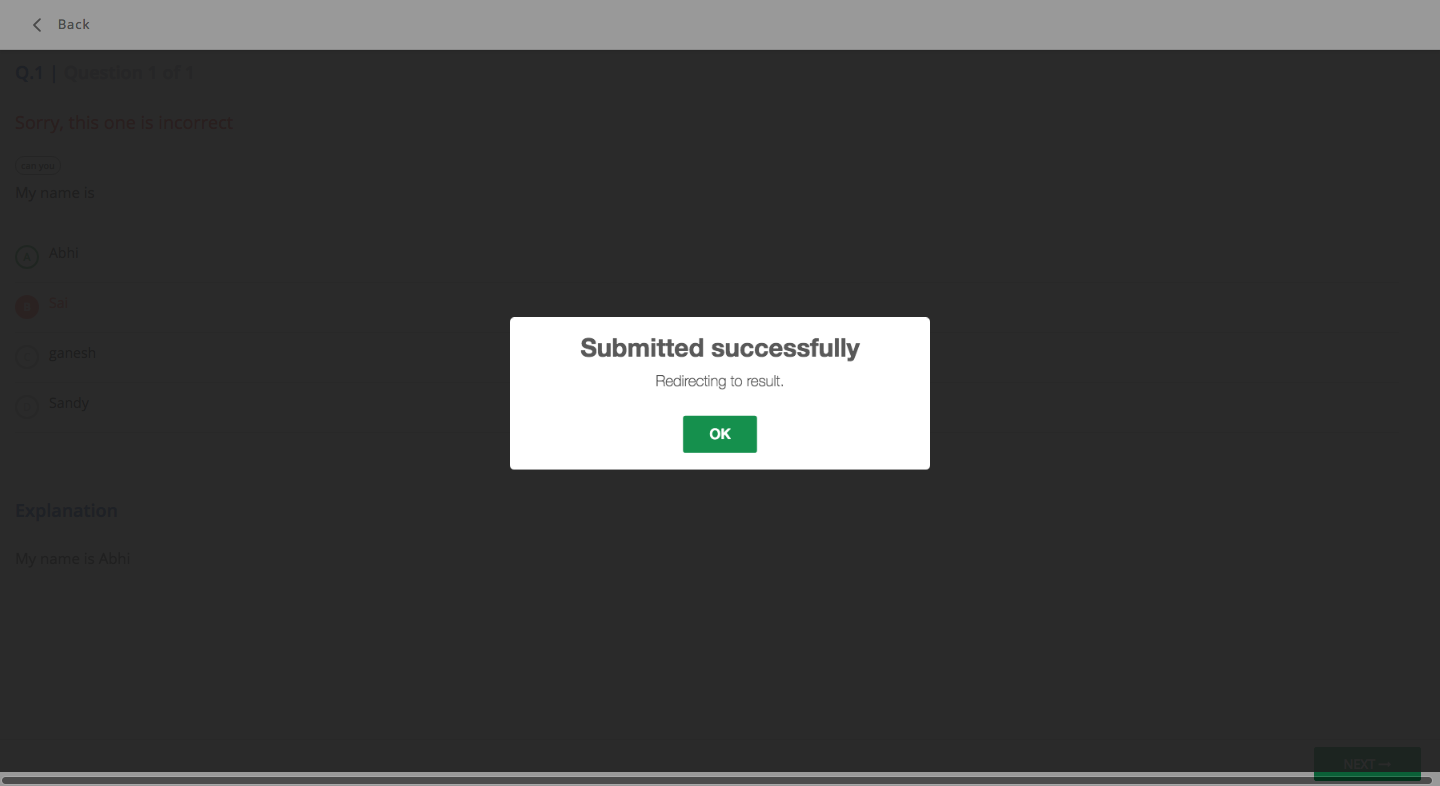 Back
Q.1 | Question 1 of 1
Sorry, this one is incorrect
can you
My name is
A Abhi
Sai
ganesh
Sandy
Submitted successfully
Redirecting to result.
OK
Explanation
My name is Abhi
NEXT →